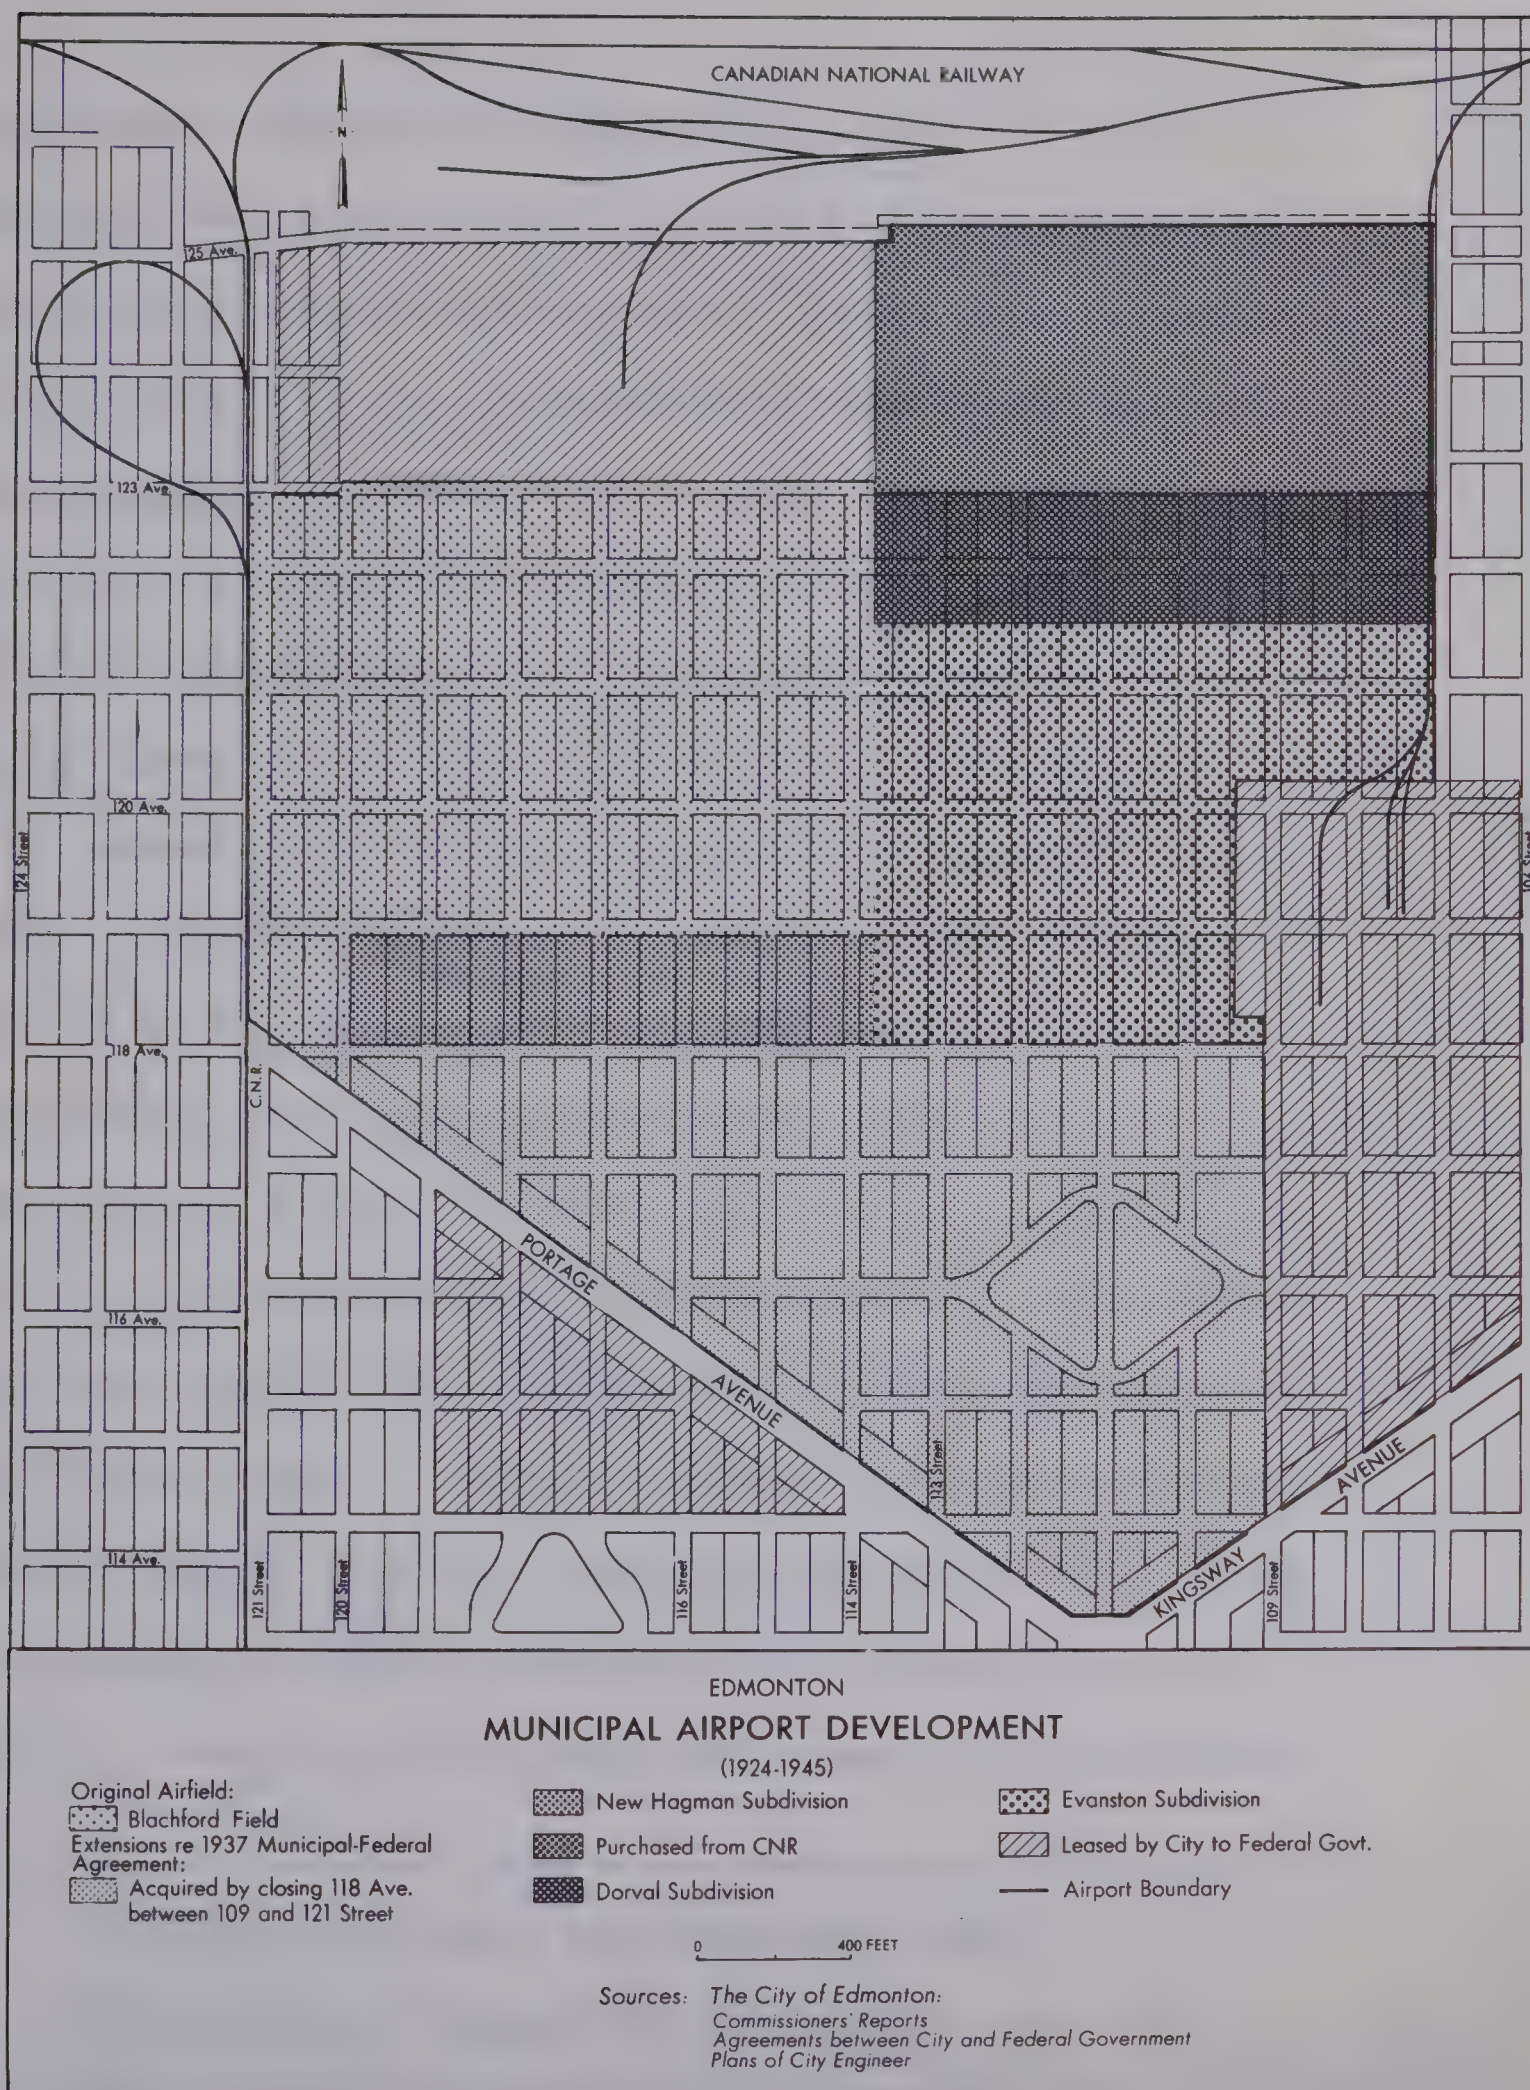 CANADIAN NATIONAL RAILWAY
N
125 Ave.
123 Ave.
120 Ave.
124 Street
106 Street
118 Ave.
C.N.R.
116 Ave.
PORTAGE
AVENUE
113 Street
AVENUE
KINGSWAY
114 Ave.
121 Street
120 Street
116 Street
114 Street
109 Street
EDMONTON
MUNICIPAL AIRPORT DEVELOPMENT
(1924-1945)
Original Airfield:
Blachford Field
Extensions re 1937 Municipal-Federal
Agreement:
Acquired by closing 118 Ave.
between 109 and 121 Street
New Hagman Subdivision
Purchased from CNR
Dorval Subdivision
Evanston Subdivision
Leased by City to Federal Govt.
Airport Boundary
0 400 FEET
Sources: The City of Edmonton:
Commissioners' Reports
Agreements between City and Federal Government
Plans of City Engineer